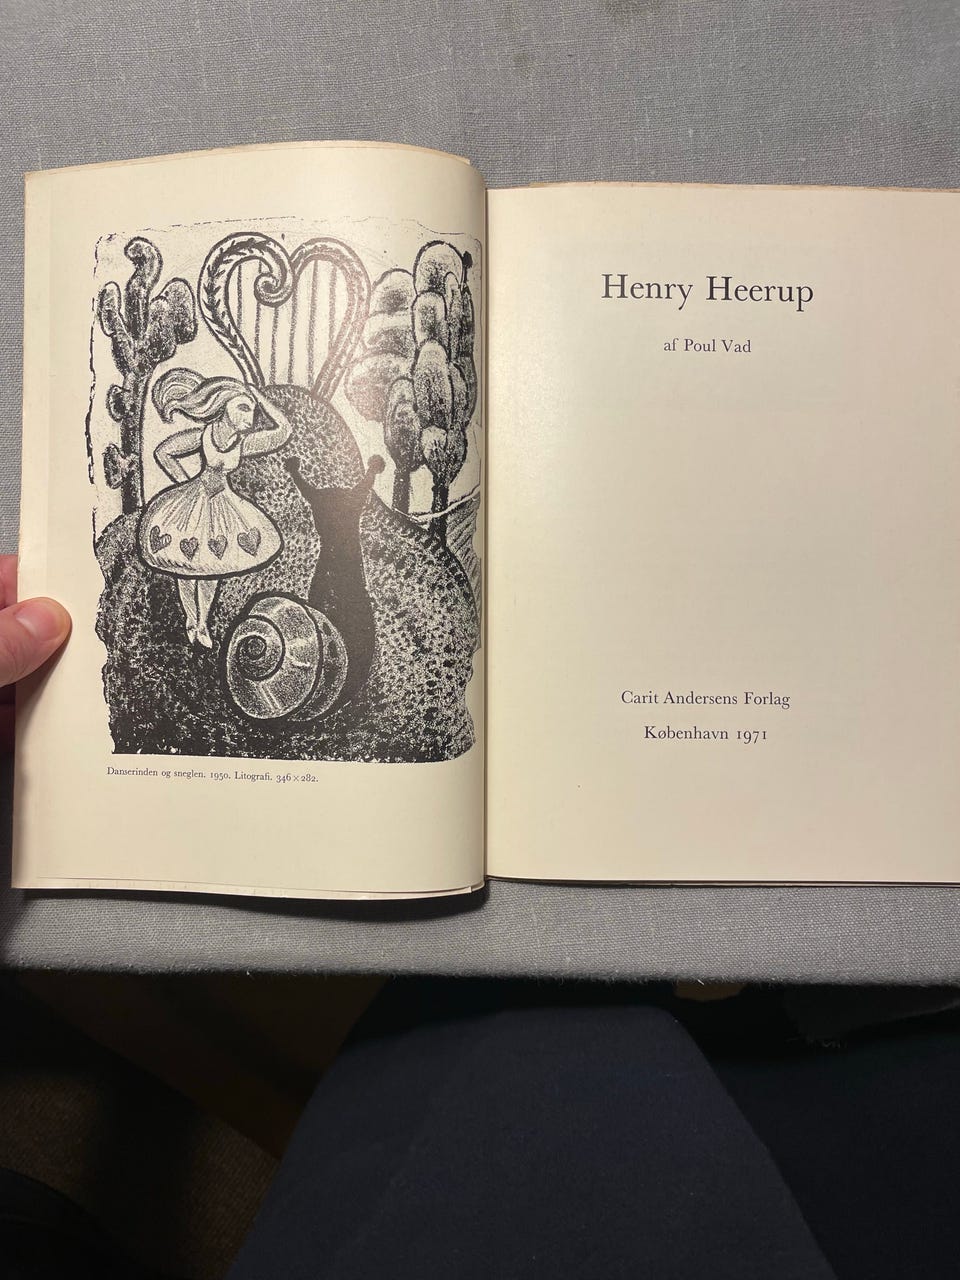 Danserinden og sneglen. 1950. Litografi. 346 × 282.
Henry Heerup
af Poul Vad
Carit Andersens Forlag
København 1971